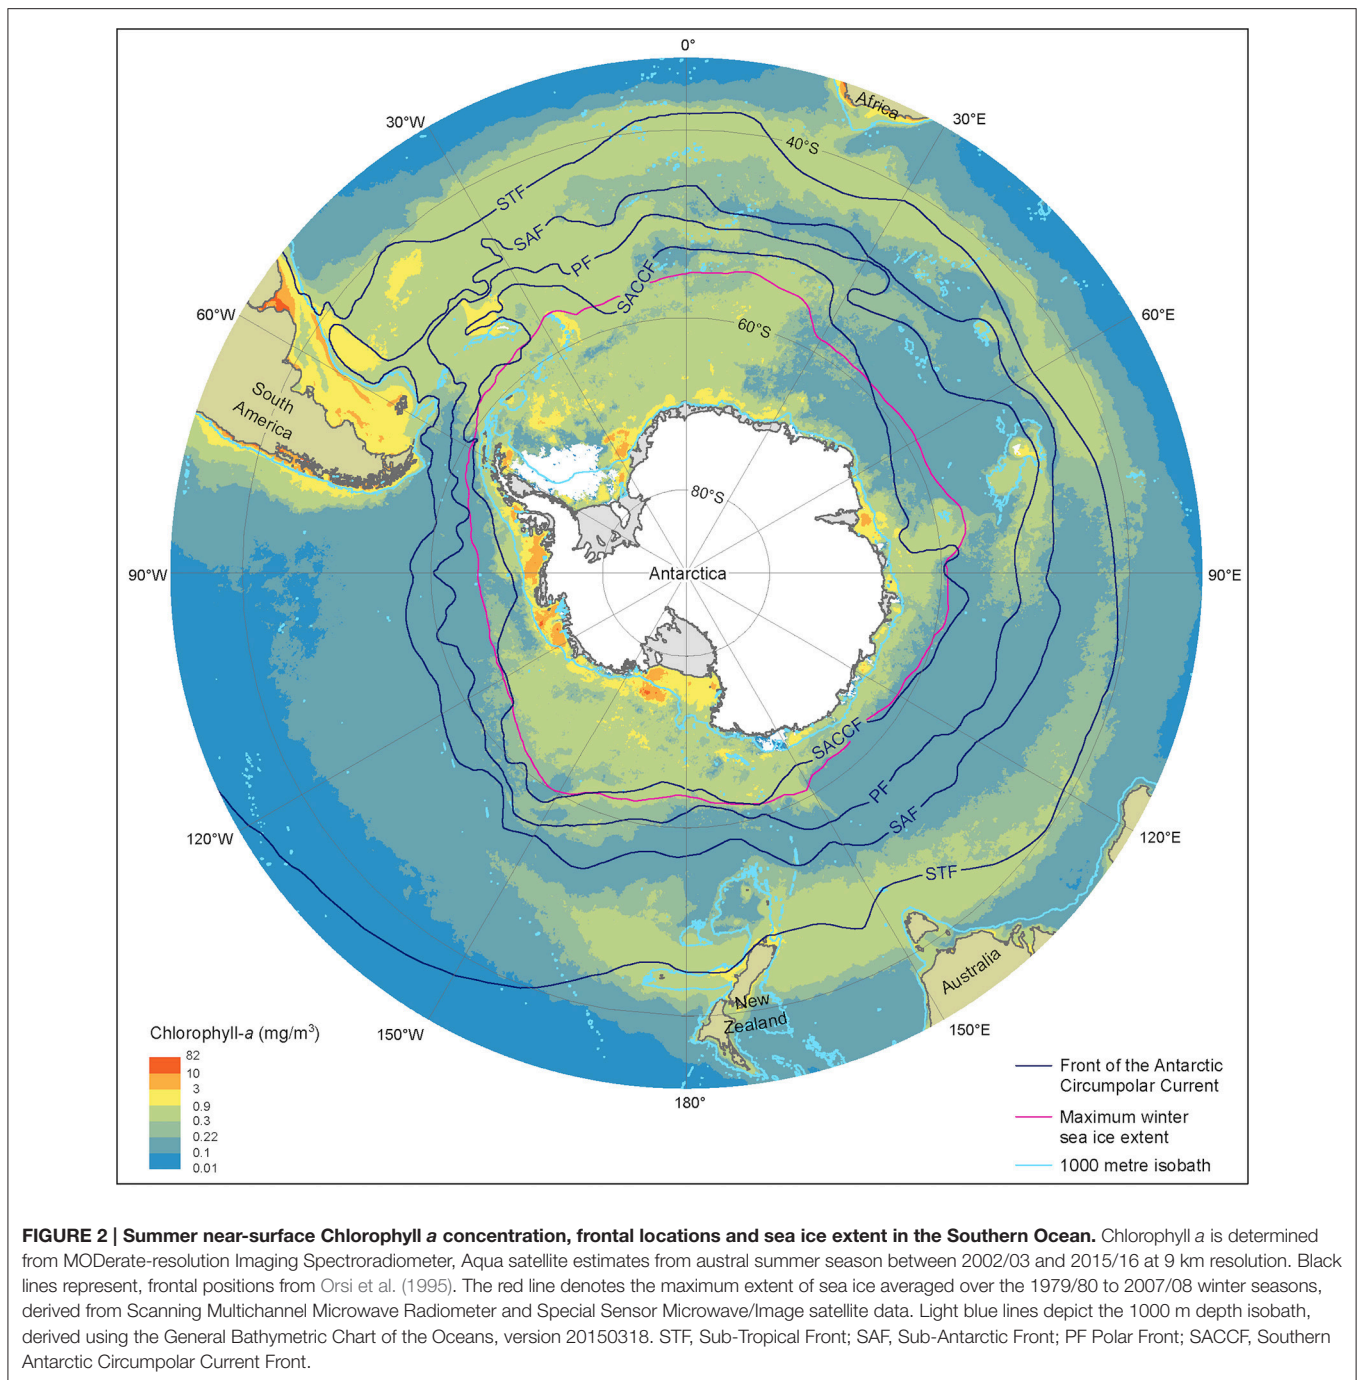 0°
30°W
Africa
30°E
40°S
STF
SAF
PF
SACCF
60°W
60°S
60°E
South
America
80°S
90°W
Antarctica
90°E
SACCF
PF
SAF
120°W
120°E
STF
Australia
New
Zealand
150°W
150°E
180°
Chlorophyll-a (mg/m³)
82
10
3
0.9
0.3
0.22
0.1
0.01
Front of the Antarctic
Circumpolar Current
Maximum winter
sea ice extent
1000 metre isobath
FIGURE 2 | Summer near-surface Chlorophyll a concentration, frontal locations and sea ice extent in the Southern Ocean. Chlorophyll a is determined
from MODerate-resolution Imaging Spectroradiometer, Aqua satellite estimates from austral summer season between 2002/03 and 2015/16 at 9 km resolution. Black
lines represent, frontal positions from Orsi et al. (1995). The red line denotes the maximum extent of sea ice averaged over the 1979/80 to 2007/08 winter seasons,
derived from Scanning Multichannel Microwave Radiometer and Special Sensor Microwave/Image satellite data. Light blue lines depict the 1000 m depth isobath,
derived using the General Bathymetric Chart of the Oceans, version 20150318. STF, Sub-Tropical Front; SAF, Sub-Antarctic Front; PF Polar Front; SACCF, Southern
Antarctic Circumpolar Current Front.